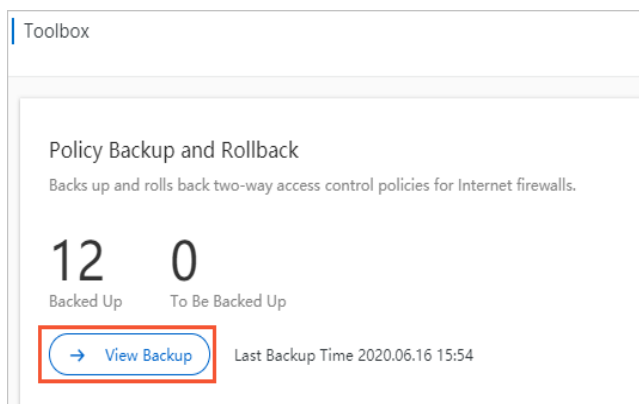 Toolbox
Policy Backup and Rollback
Backs up and rolls back two-way access control policies for Internet firewalls.
12 0
Backed Up To Be Backed Up
→ View Backup Last Backup Time 2020.06.16 15:54